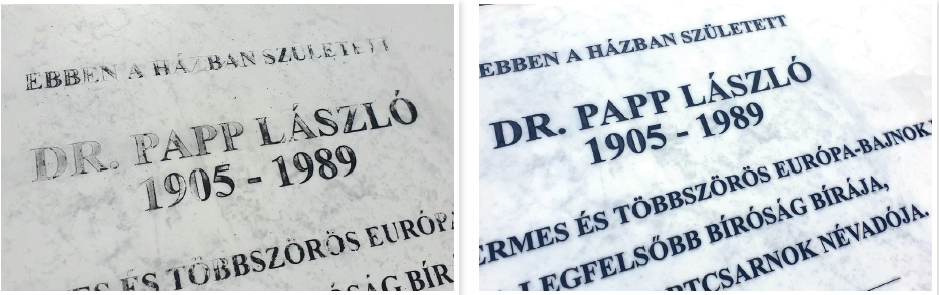 EBBEN A HÁZBAN SZÜLETETT
DR. PAPP LÁSZLÓ
1905 - 1989
ÉS TÖBBSZÖRÖS
EBBEN A HÁZBAN SZÜLETETT
DR. PAPP LÁSZLÓ
1905 - 1989
ÉS TÖBBSZÖRÖS EURÓPA-BAJNOK
LEGFELSŐBB BÍRÓSÁG BÍRÁJA,
NÉVADÓJA.